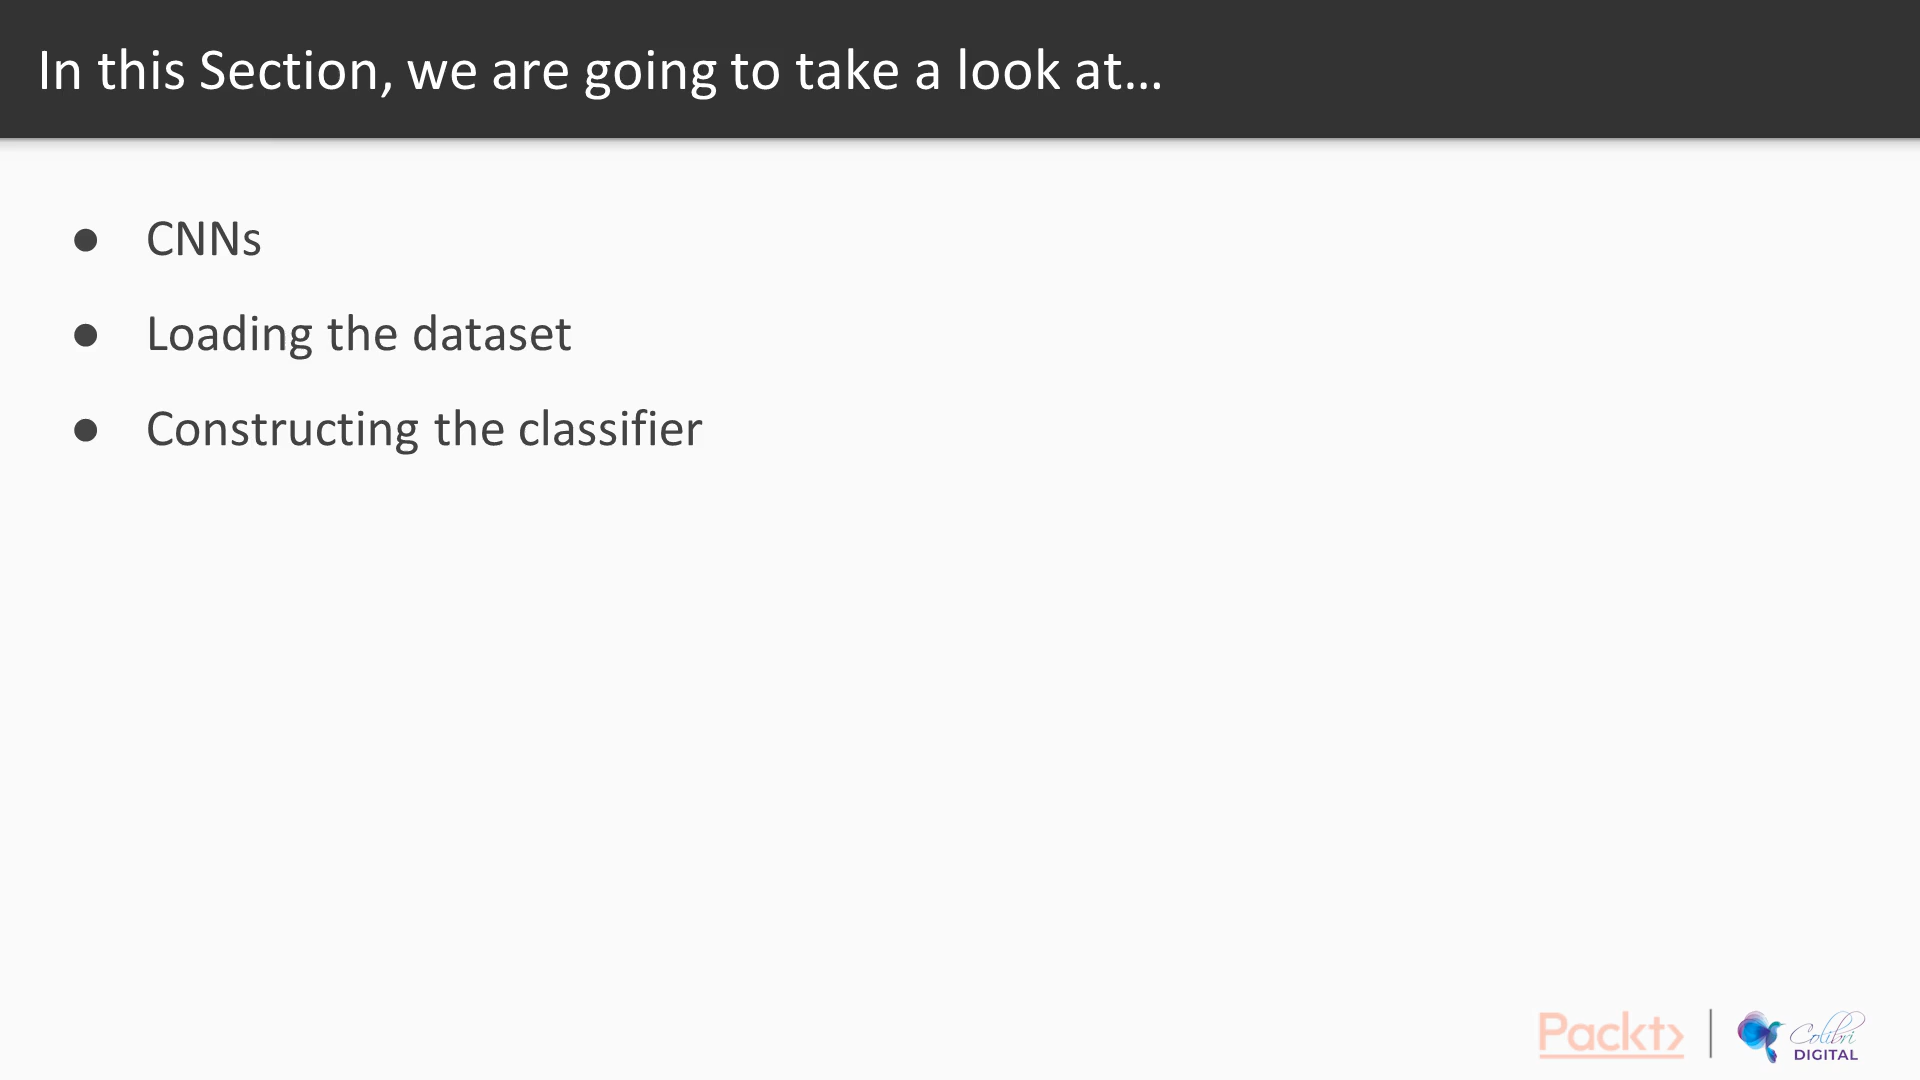 In this Section, we are going to take a look at...
● CNNs
● Loading the dataset
● Constructing the classifier
Packt>
Colibri
DIGITAL